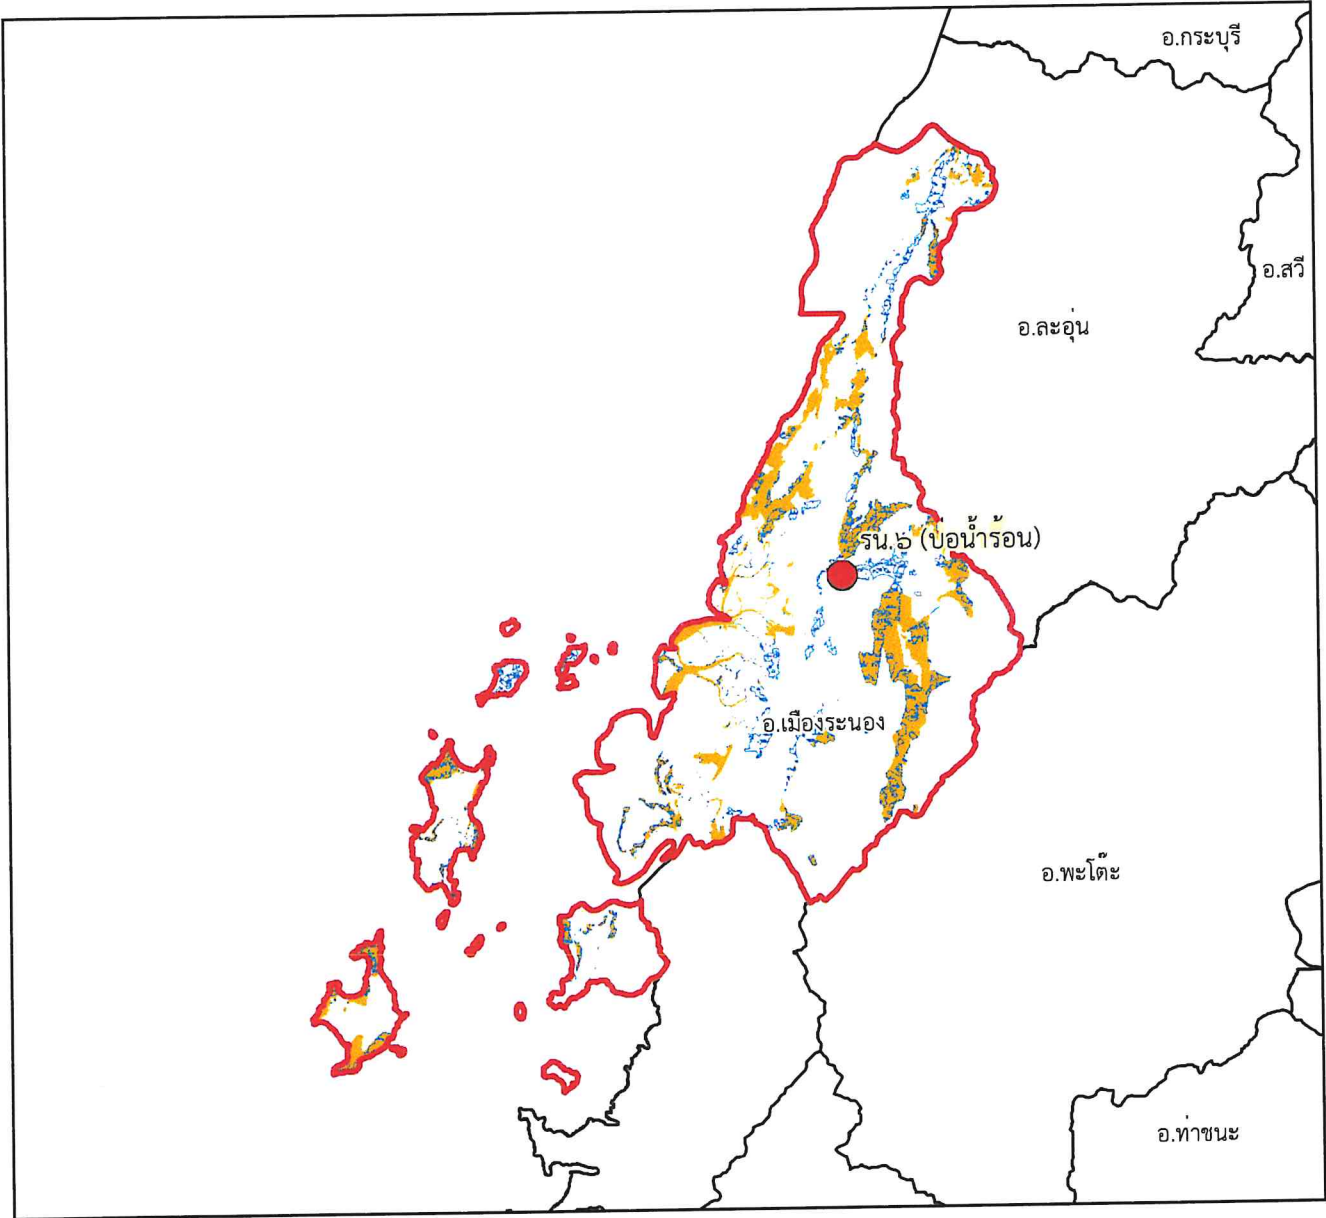 อ.กระบุรี
อ.สวี
อ.ละอุ่น
รน.๖ (บ่อน้ำร้อน)
อ.เมืองระนอง
อ.พะโต๊ะ
อ.ท่าชนะ